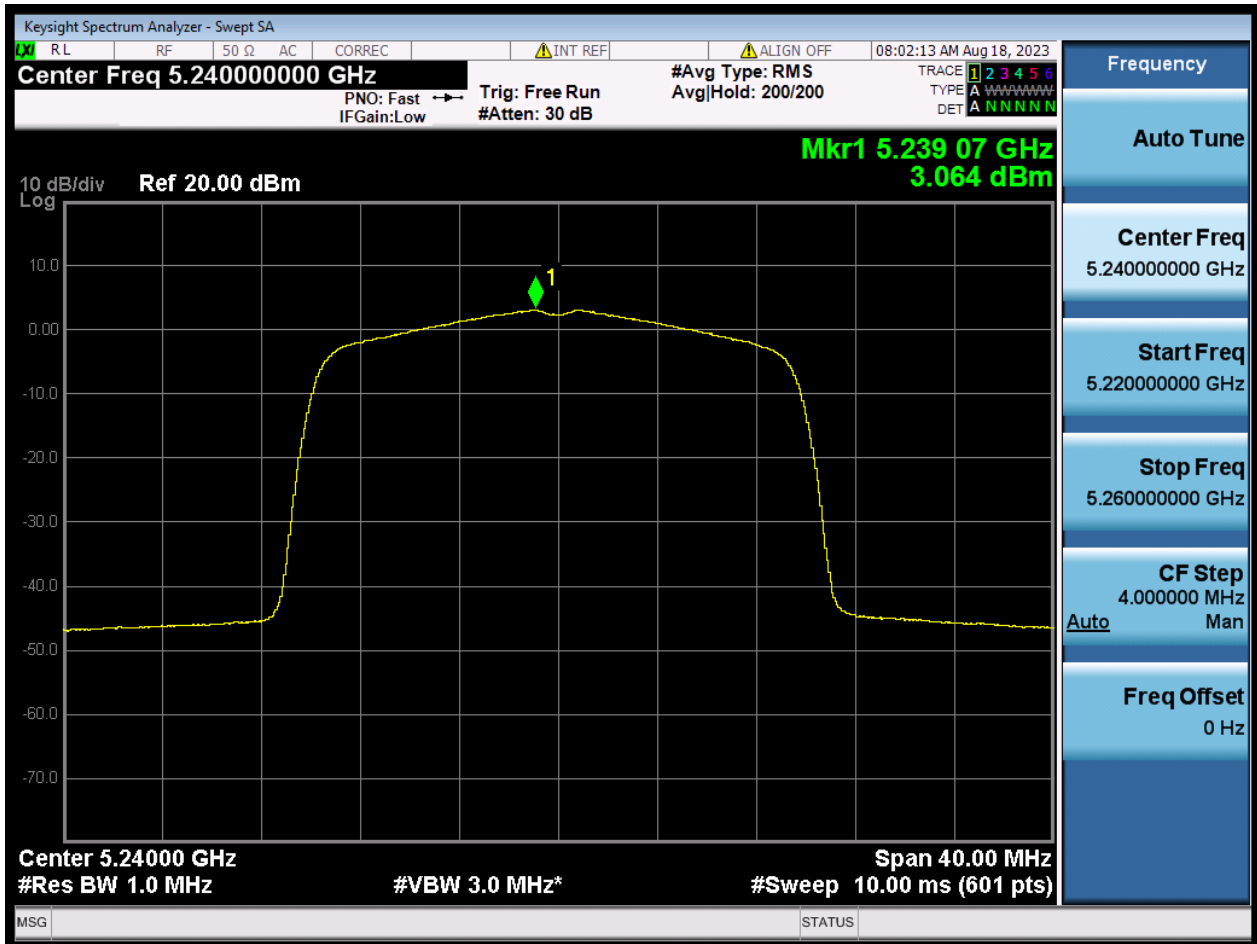 Keysight Spectrum Analyzer - Swept SA
LXI RL RF 50 Ω AC CORREC INT REF ALIGN OFF 08:02:13 AM Aug 18, 2023
Center Freq 5.240000000 GHz
PNO: Fast
IFGain:Low
Trig: Free Run
#Atten: 30 dB
#Avg Type: RMS
Avg|Hold: 200/200
TRACE 1 2 3 4 5 6
TYPE A WWWWW
DET A N N N N N
Mkr1 5.239 07 GHz
3.064 dBm
10 dB/div Ref 20.00 dBm
Log
1
10.0
0.00
-10.0
-20.0
-30.0
-40.0
-50.0
-60.0
-70.0
Center 5.24000 GHz Span 40.00 MHz
#Res BW 1.0 MHz #VBW 3.0 MHz* #Sweep 10.00 ms (601 pts)
MSG STATUS
Frequency
Auto Tune
Center Freq
5.240000000 GHz
Start Freq
5.220000000 GHz
Stop Freq
5.260000000 GHz
CF Step
4.000000 MHz
Auto Man
Freq Offset
0 Hz